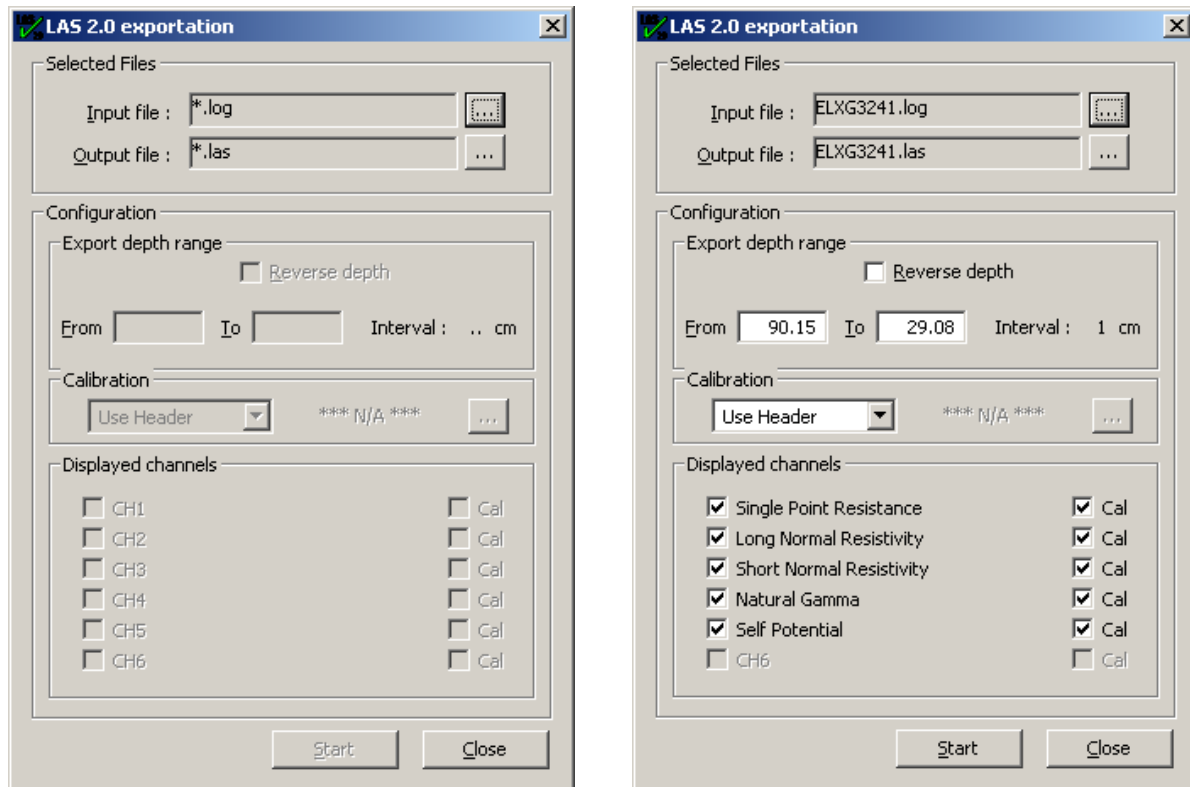 LAS 2.0 exportation
Selected Files
Input file : *.log ...
Output file : *.las ...
Configuration
Export depth range
Reverse depth
From To Interval : .. cm
Calibration
Use Header *** N/A *** ...
Displayed channels
CH1 Cal
CH2 Cal
CH3 Cal
CH4 Cal
CH5 Cal
CH6 Cal
Start Close
LAS 2.0 exportation
Selected Files
Input file : ELXG3241.log ...
Output file : ELXG3241.las ...
Configuration
Export depth range
Reverse depth
From 90.15 To 29.08 Interval : 1 cm
Calibration
Use Header *** N/A *** ...
Displayed channels
Single Point Resistance Cal
Long Normal Resistivity Cal
Short Normal Resistivity Cal
Natural Gamma Cal
Self Potential Cal
CH6 Cal
Start Close